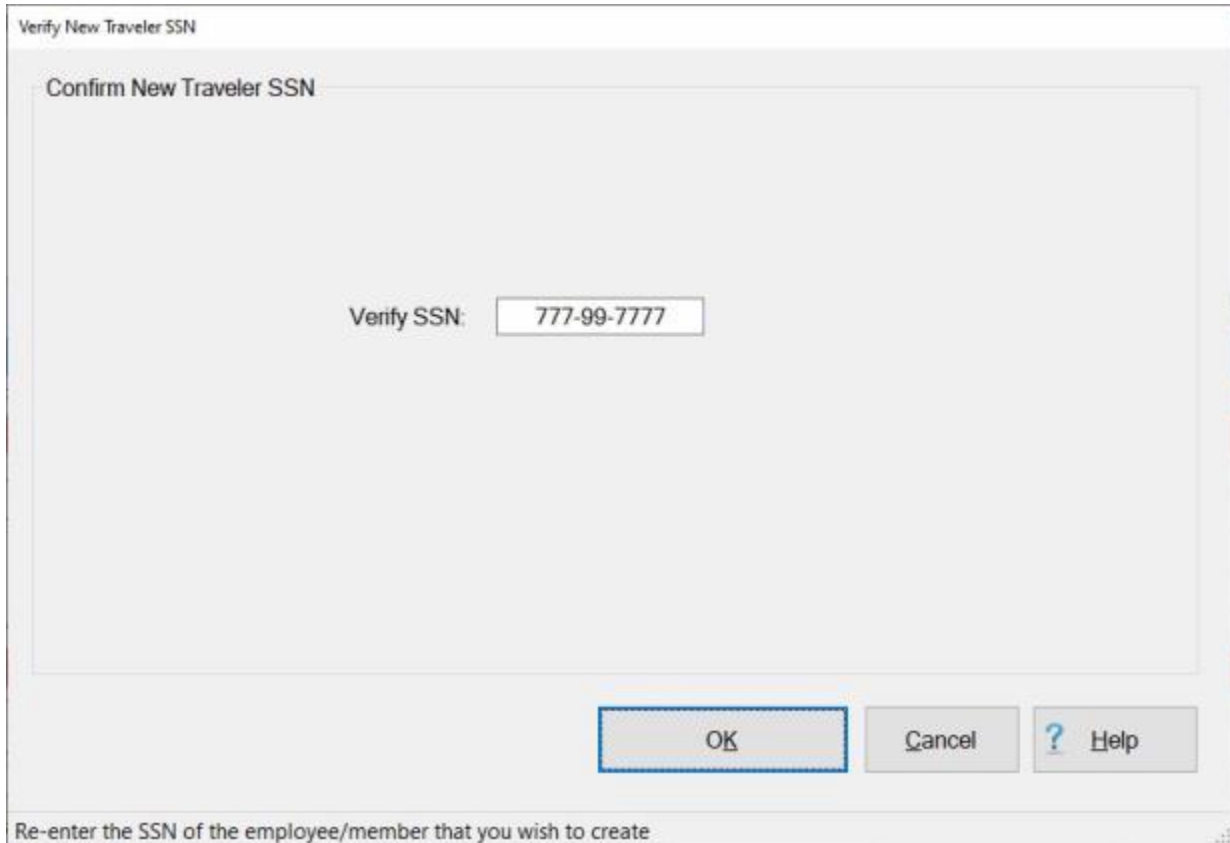 Verify New Traveler SSN
Confirm New Traveler SSN
Verify SSN: 777-99-7777
OK Cancel ? Help
Re-enter the SSN of the employee/member that you wish to create